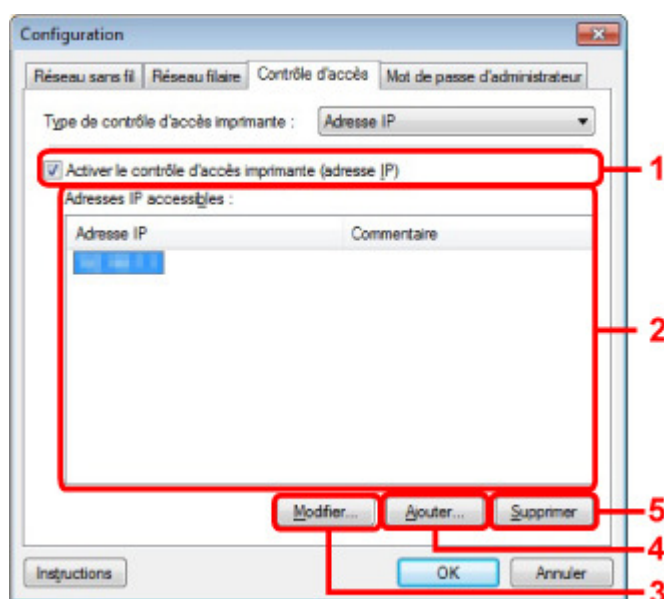 Configuration
Réseau sans fil Réseau filaire Contrôle d'accès Mot de passe d'administrateur
Type de contrôle d'accès imprimante : Adresse IP
Activer le contrôle d'accès imprimante (adresse IP) 1
Adresses IP accessibles :
Adresse IP Commentaire
2
Modifier... Ajouter... Supprimer 5
4
Instructions OK Annuler
3